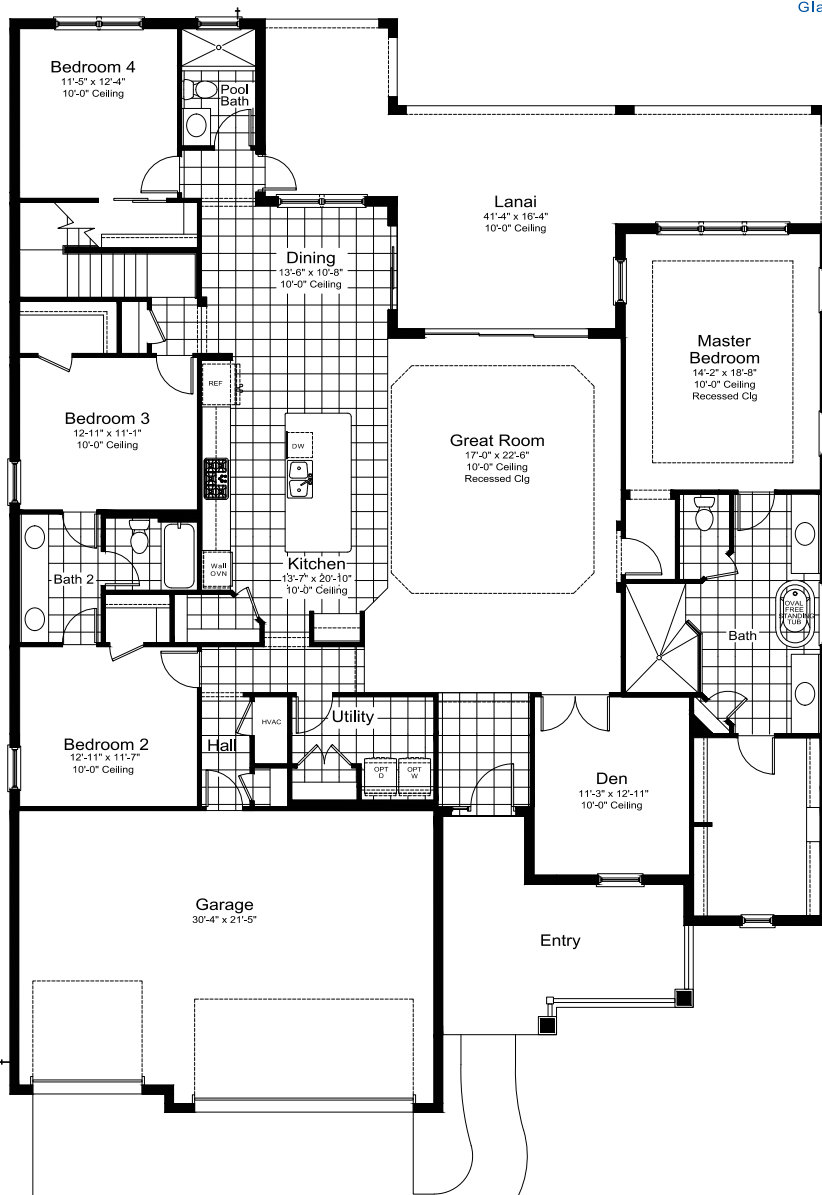 Gla
Bedroom 4
11'-5" x 12'-4"
10'-0" Ceiling
Pool
Bath
Lanai
41'-4" x 16'-4"
10'-0" Ceiling
Dining
13'-6" x 10'-8"
10'-0" Ceiling
Master
Bedroom
14'-2" x 18'-8"
10'-0" Ceiling
Recessed Clg
REF
Bedroom 3
12'-11" x 11'-1"
10'-0" Ceiling
DW
Great Room
17'-0" x 22'-6"
10'-0" Ceiling
Recessed Clg
Wall
OVN
Kitchen
13'-7" x 20'-10"
10'-0" Ceiling
Bath 2
OVAL
FREE
STANDING
TUB
Bath
HVAC
Utility
Hall
Bedroom 2
12'-11" x 11'-7"
10'-0" Ceiling
OPT
D
OPT
W
Den
11'-3" x 12'-11"
10'-0" Ceiling
Garage
30'-4" x 21'-5"
Entry